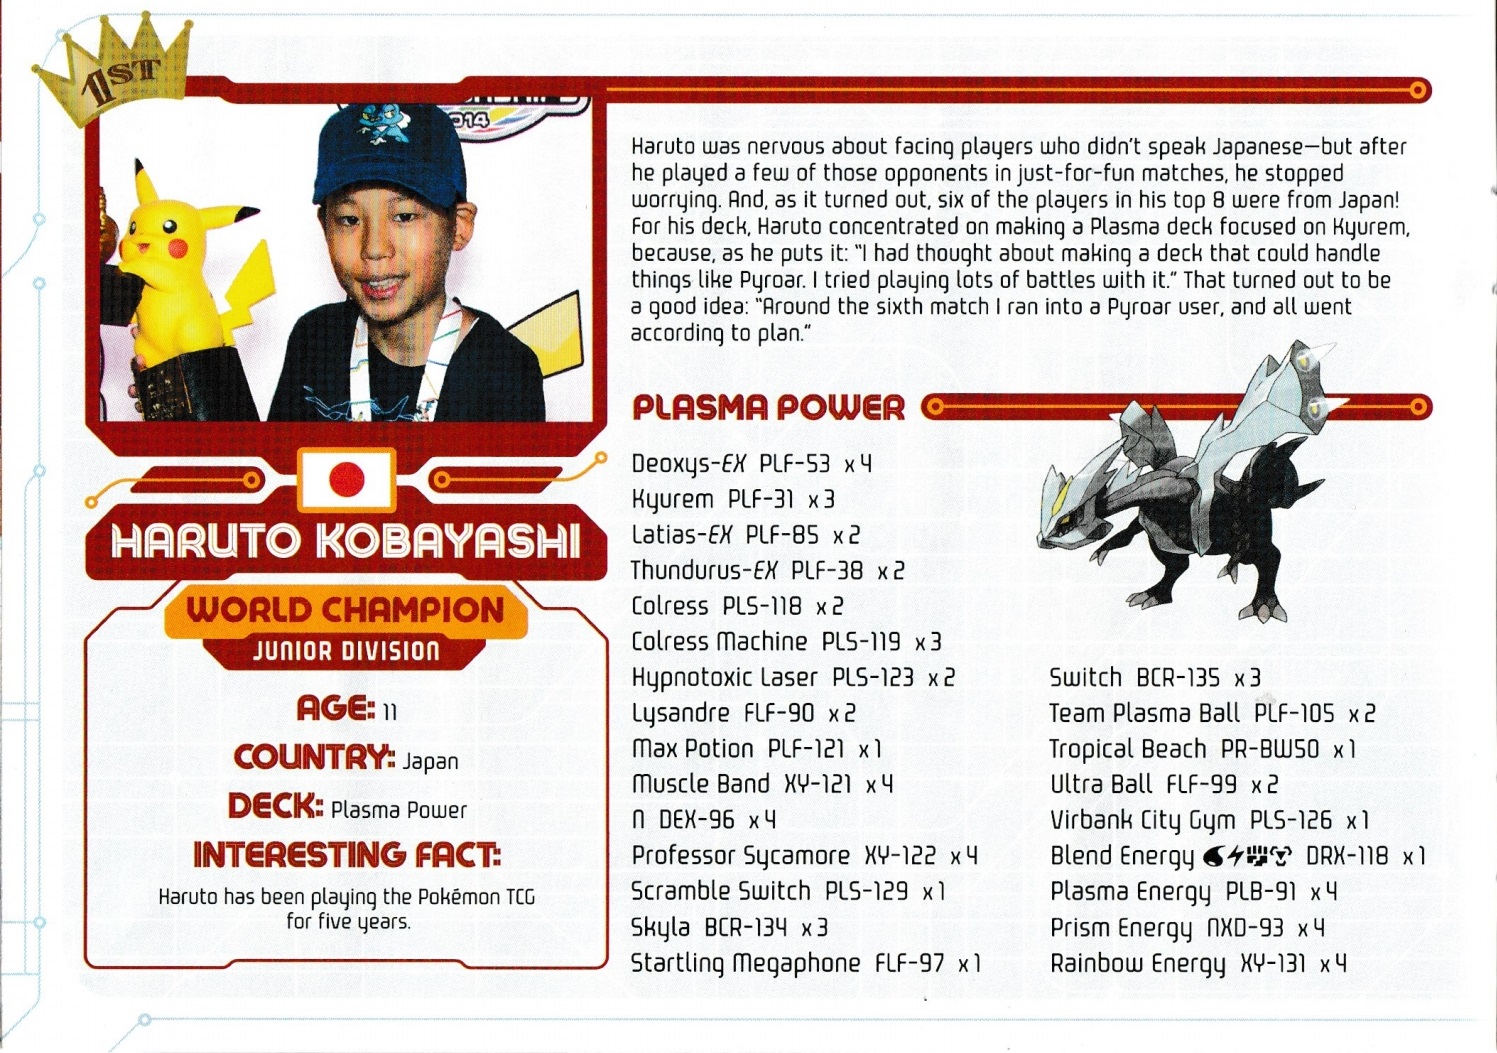 1ST
2014
Haruto was nervous about facing players who didn't speak Japanese—but after
he played a few of those opponents in just-for-fun matches, he stopped
worrying. And, as it turned out, six of the players in his top 8 were from Japan!
For his deck, Haruto concentrated on making a Plasma deck focused on Kyurem,
because, as he puts it: "I had thought about making a deck that could handle
things like Pyroar. I tried playing lots of battles with it." That turned out to be
a good idea: "Around the sixth match I ran into a Pyroar user, and all went
according to plan."
HARUTO KOBAYASHI
WORLD CHAMPION
JUNIOR DIVISION
AGE: 11
COUNTRY: Japan
DECK: Plasma Power
INTERESTING FACT:
Haruto has been playing the Pokémon TCG
for five years.
PLASMA POWER
Deoxys-EX PLF-53 x4
Kyurem PLF-31 x3
Latias-EX PLF-85 x2
Thundurus-EX PLF-38 x2
Colress PLS-118 x2
Colress Machine PLS-119 x3
Hypnotoxic Laser PLS-123 x2
Lysandre FLF-90 x2
Max Potion PLF-121 x1
Muscle Band XY-121 x4
N DEX-96 x4
Professor Sycamore XY-122 x4
Scramble Switch PLS-129 x1
Skyla BCR-134 x3
Startling Megaphone FLF-97 x1
Switch BCR-135 x3
Team Plasma Ball PLF-105 x2
Tropical Beach PR-BW50 x1
Ultra Ball FLF-99 x2
Virbank City Gym PLS-126 x1
Blend Energy DRX-118 x1
Plasma Energy PLB-91 x4
Prism Energy NXD-93 x4
Rainbow Energy XY-131 x4